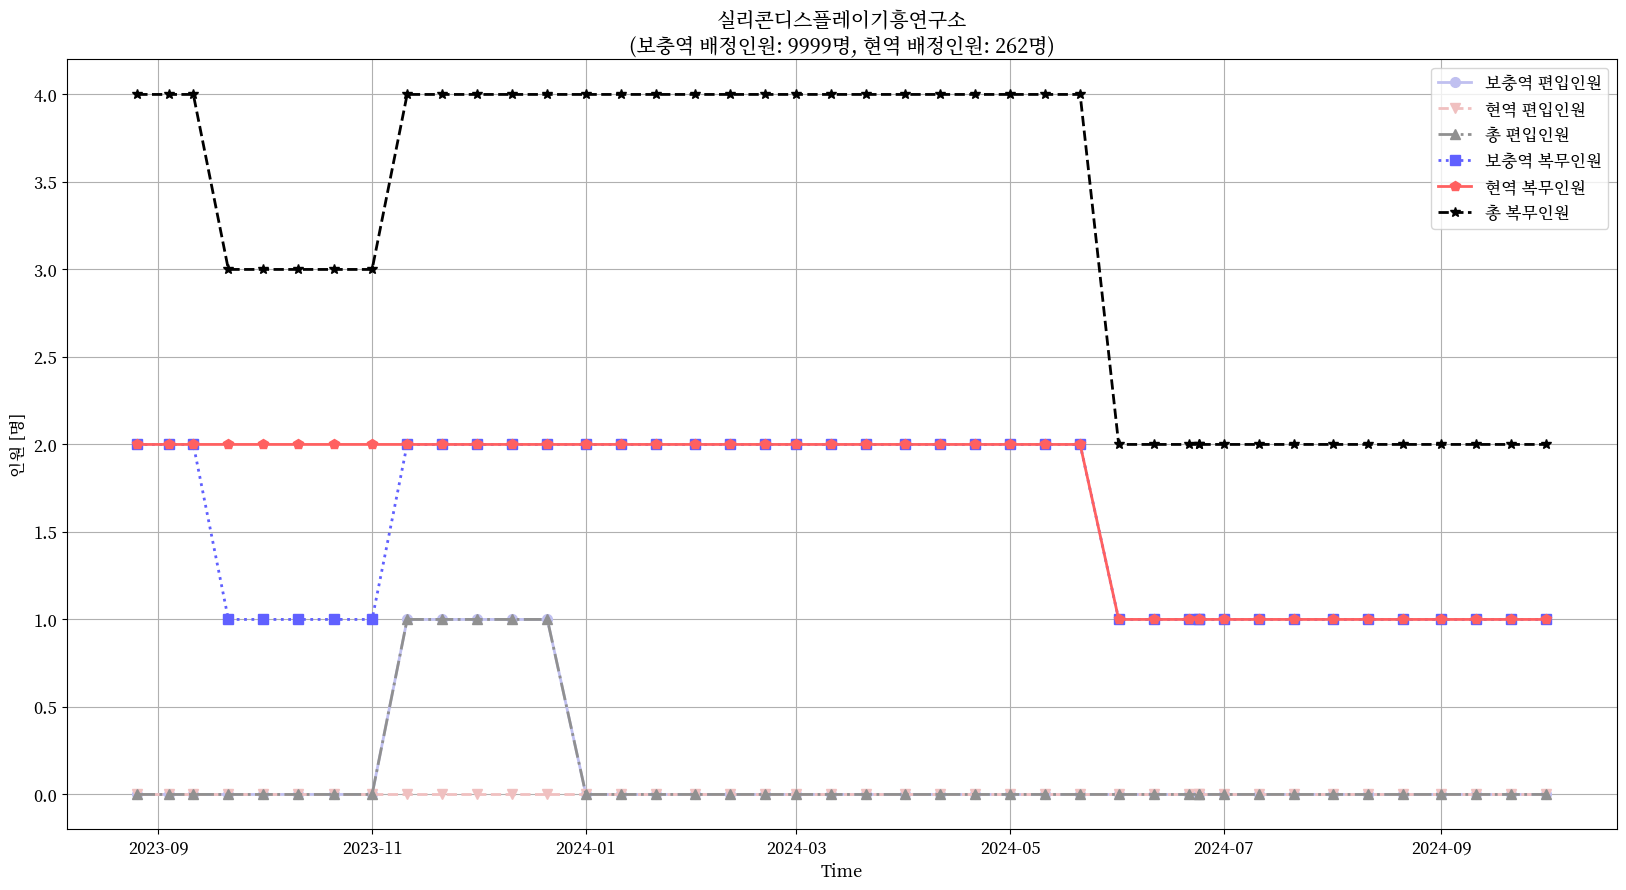 실리콘디스플레이기흥연구소
(보충역 배정인원: 9999명, 현역 배정인원: 262명)
보충역 편입인원
현역 편입인원
총 편입인원
보충역 복무인원
현역 복무인원
총 복무인원
인원 [명]
4.0
3.5
3.0
2.5
2.0
1.5
1.0
0.5
0.0
2023-09
2023-11
2024-01
2024-03
2024-05
2024-07
2024-09
Time